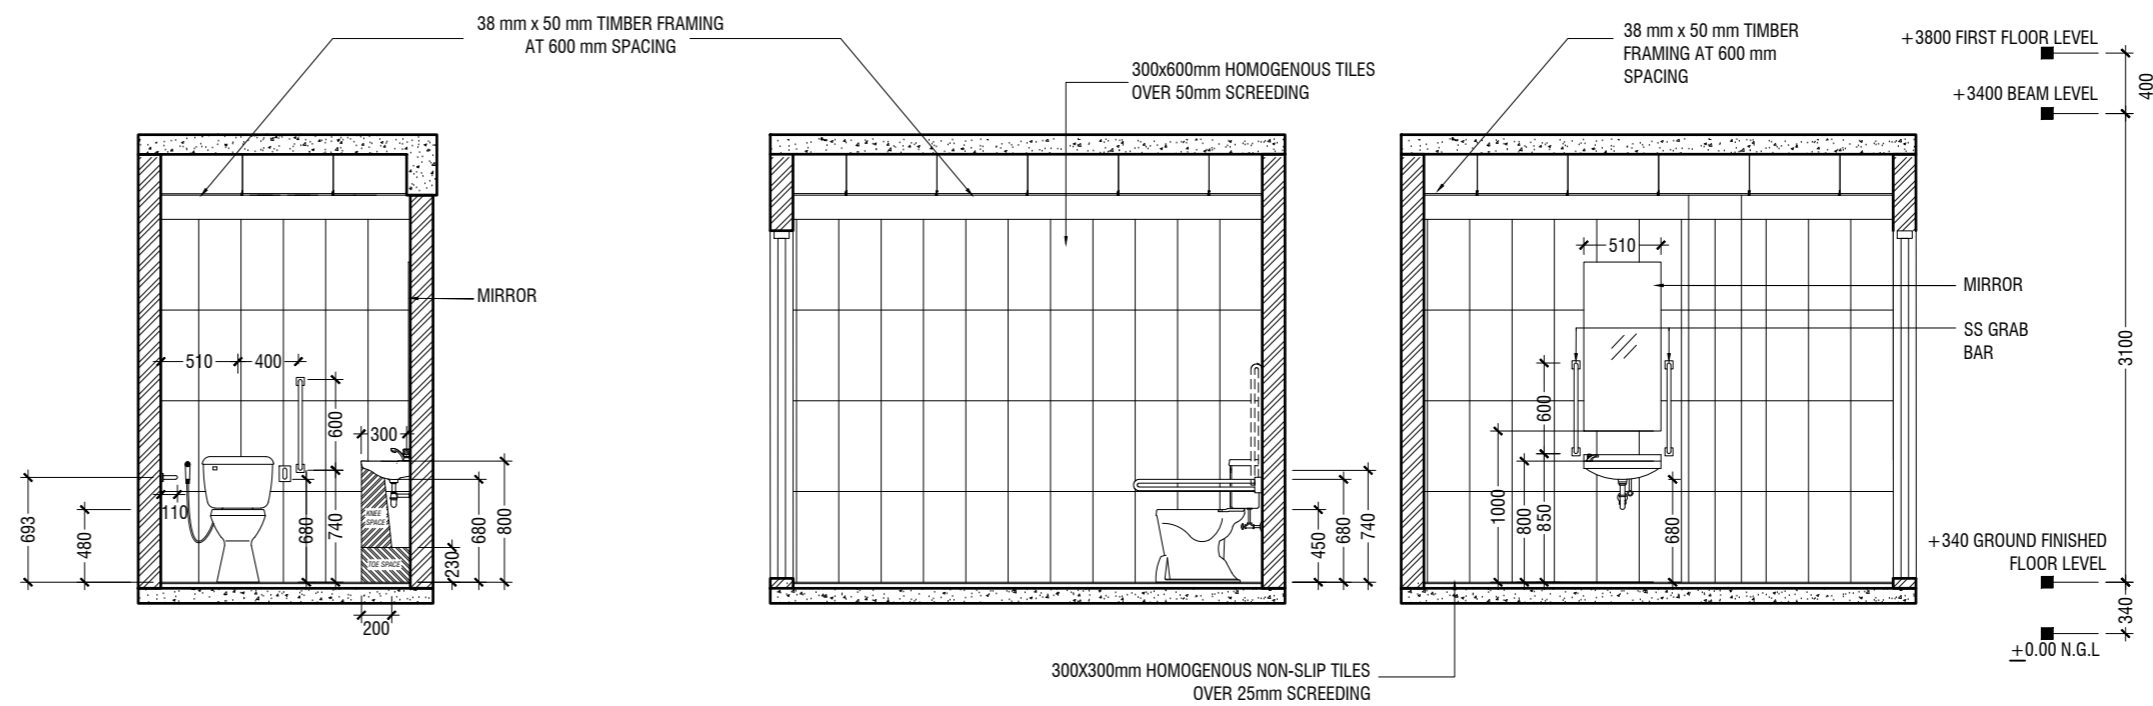 38 mm x 50 mm TIMBER FRAMING
AT 600 mm SPACING
300x600mm HOMOGENOUS TILES
OVER 50mm SCREEDING
38 mm x 50 mm TIMBER
FRAMING AT 600 mm
SPACING
+3800 FIRST FLOOR LEVEL
400
+3400 BEAM LEVEL
MIRROR
510
400
600
300
110
KNEE
SPACE
TOE SPACE
693
480
680
740
230
680
800
200
450
680
740
510
MIRROR
SS GRAB
BAR
600
1000
800
850
680
3100
+340 GROUND FINISHED
FLOOR LEVEL
340
±0.00 N.G.L
300X300mm HOMOGENOUS NON-SLIP TILES
OVER 25mm SCREEDING